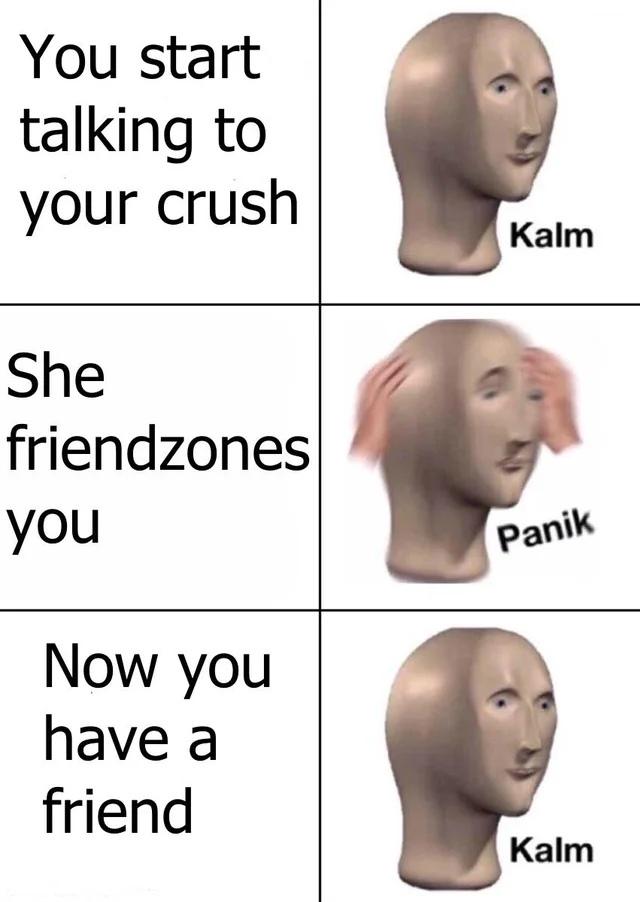 You start
talking to
your crush
Kalm
She
friendzones
you
Panik
Now you
have a
friend
Kalm